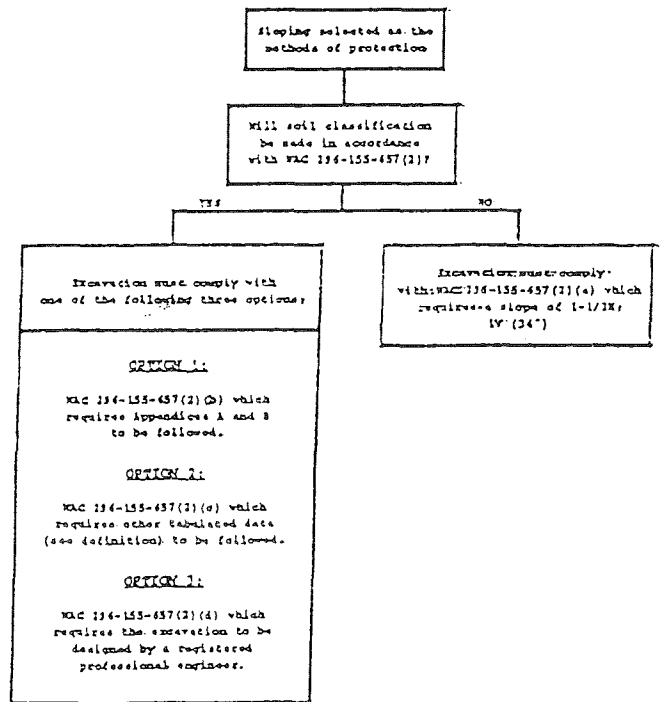 Sloping selected as the
methods of protection
Will soil classification
be made in accordance
with WAC 296-155-657(2)?
YES
NO
Excavation must comply with
one of the following three options:
Excavation must comply
with WAC 296-155-657(2)(a) which
requires a slope of 1-1/2H:
1V (34°)
OPTION 1:
WAC 296-155-657(2)(b) which
requires Appendices A and B
to be followed.
OPTION 2:
WAC 296-155-657(2)(c) which
requires other tabulated data
(see definition) to be followed.
OPTION 3:
WAC 296-155-657(2)(d) which
requires the excavation to be
designed by a registered
professional engineer.